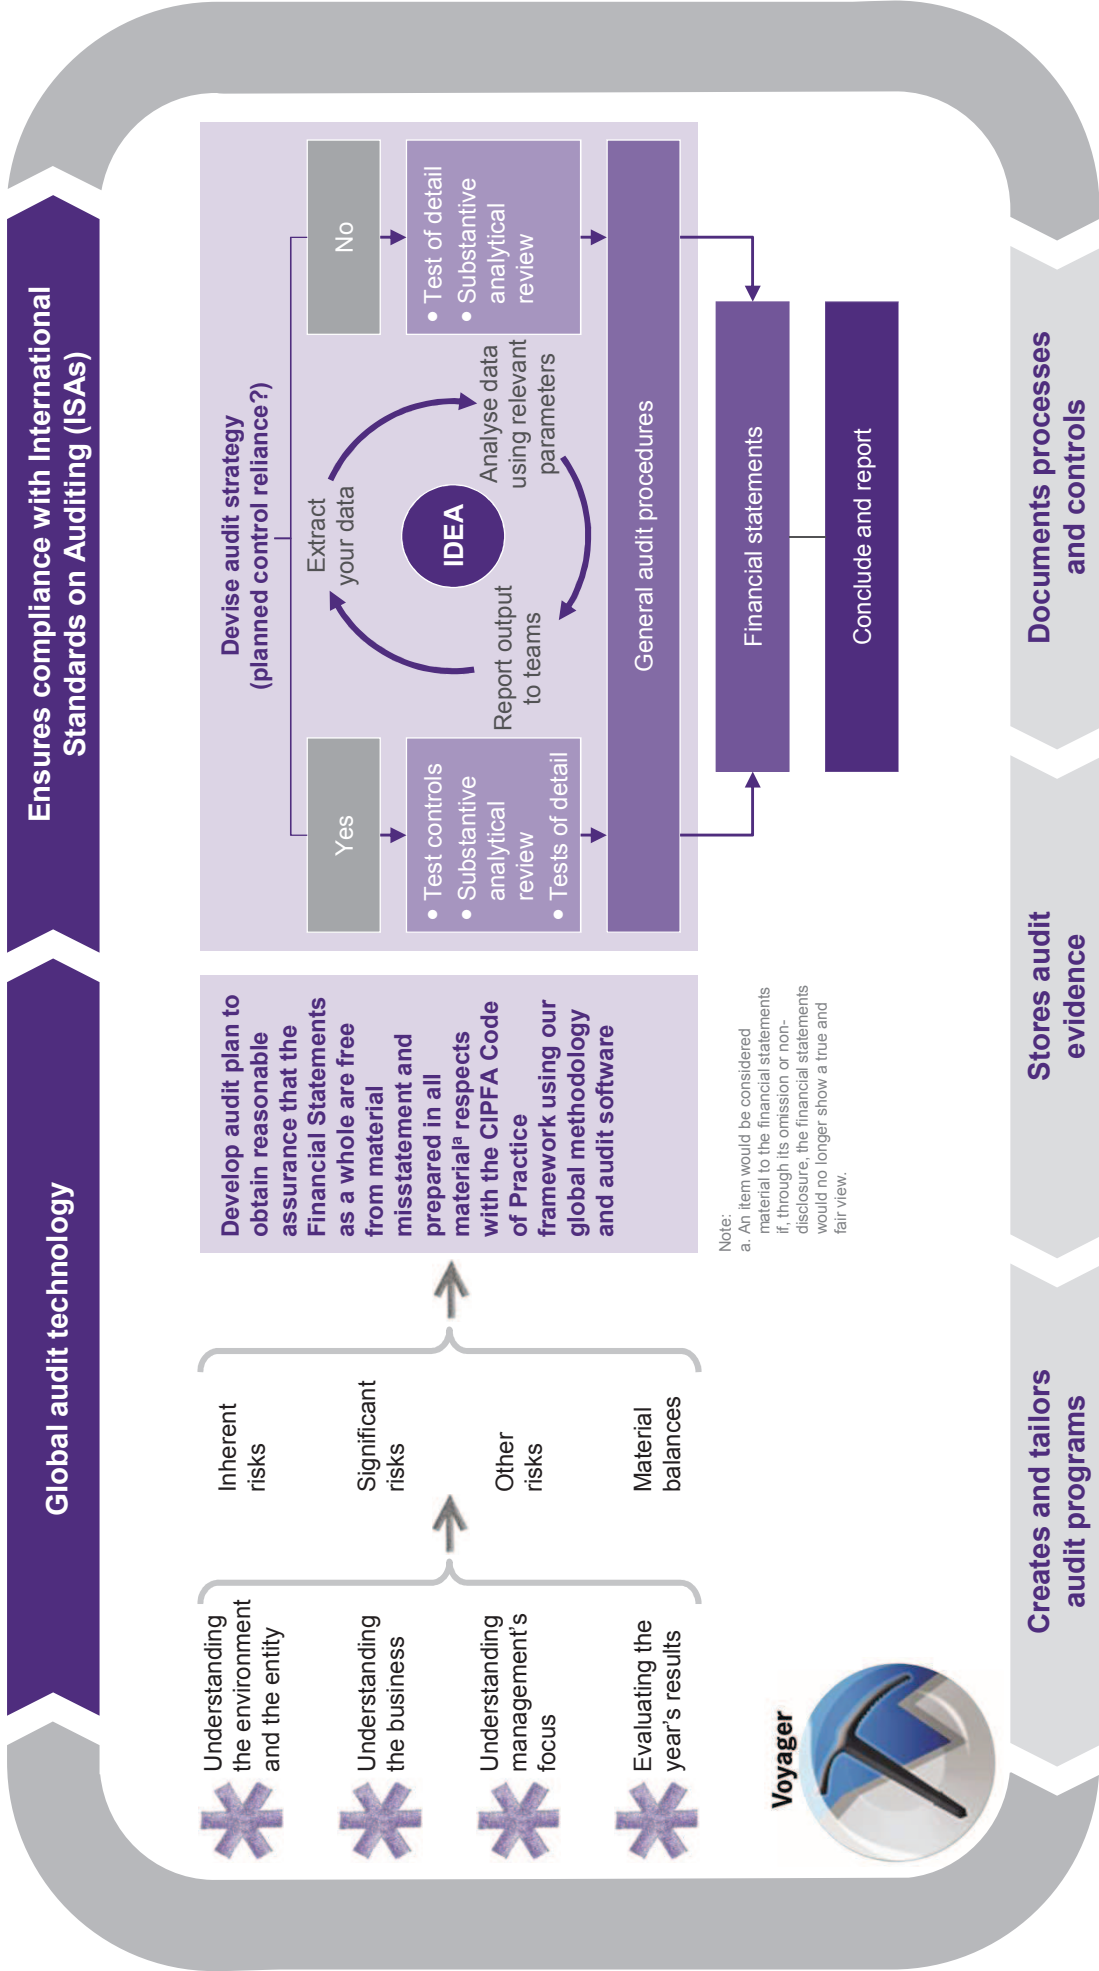 Global audit technology
Ensures compliance with International
Standards on Auditing (ISAs)
Understanding
the environment
and the entity
Understanding
the business
Understanding
management's
focus
Evaluating the
year's results
Inherent
risks
Significant
risks
Other
risks
Material
balances
Develop audit plan to
obtain reasonable
assurance that the
Financial Statements
as a whole are free
from material
misstatement and
prepared in all
materialª respects
with the CIPFA Code
of Practice
framework using our
global methodology
and audit software
Note:
a. An item would be considered
material to the financial statements
if, through its omission or non-
disclosure, the financial statements
would no longer show a true and
fair view.
Devise audit strategy
(planned control reliance?)
Yes
No
• Test controls
• Substantive
analytical
review
• Tests of detail
Extract
your data
IDEA
Analyse data
using relevant
parameters
Report output
to teams
• Test of detail
• Substantive
analytical
review
General audit procedures
Financial statements
Conclude and report
Voyager
Creates and tailors
audit programs
Stores audit
evidence
Documents processes
and controls